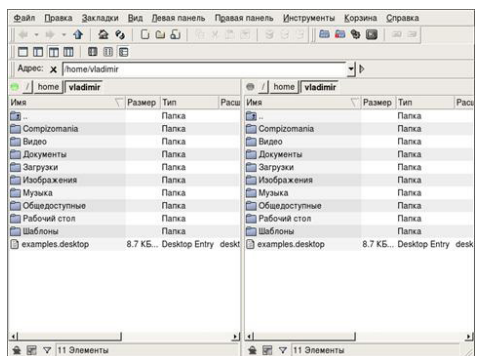 Файл Правка Закладки Вид Левая панель Правая панель Инструменты Корзина Справка
Адрес: /home/vladimir
/ home vladimir
Имя Размер Тип Расш
..  Папка
Compizomania Папка
Видео Папка
Документы Папка
Загрузки Папка
Изображения Папка
Музыка Папка
Общедоступные Папка
Рабочий стол Папка
Шаблоны Папка
examples.desktop 8.7 КБ... Desktop Entry deskt
11 Элементы
/ home vladimir
Имя Размер Тип Расш
.. Папка
Compizomania Папка
Видео Папка
Документы Папка
Загрузки Папка
Изображения Папка
Музыка Папка
Общедоступные Папка
Рабочий стол Папка
Шаблоны Папка
examples.desktop 8.7 КБ... Desktop Entry desk
11 Элементы